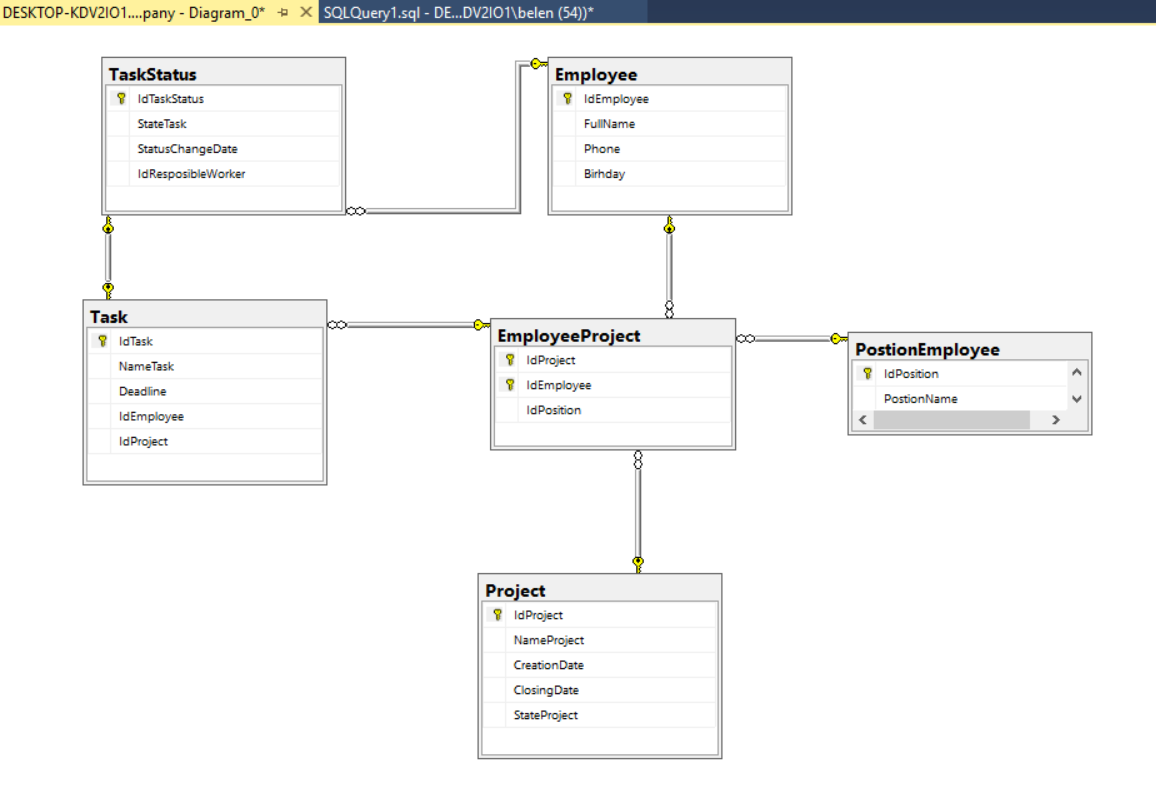 DESKTOP-KDV2IO1....pany - Diagram_0*
SQLQuery1.sql - DE...DV2IO1\belen (54))*
TaskStatus
IdTaskStatus
StateTask
StatusChangeDate
IdResposibleWorker
Employee
IdEmployee
FullName
Phone
Birhday
Task
IdTask
NameTask
Deadline
IdEmployee
IdProject
EmployeeProject
IdProject
IdEmployee
IdPosition
PostionEmployee
IdPosition
PostionName
Project
IdProject
NameProject
CreationDate
ClosingDate
StateProject